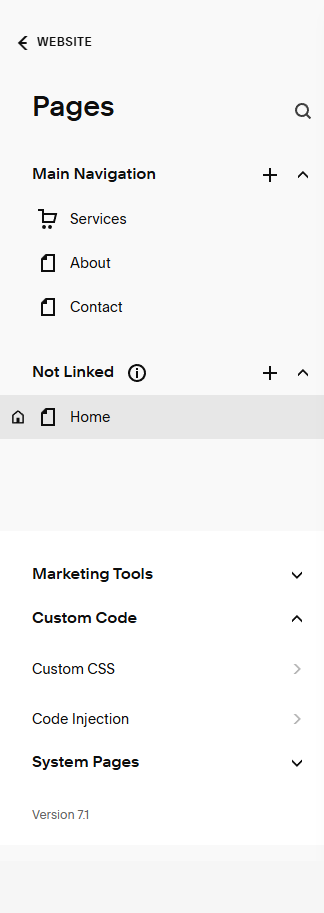 WEBSITE
Pages
Main Navigation
Services
About
Contact
Not Linked
Home
Marketing Tools
Custom Code
Custom CSS
Code Injection
System Pages
Version 7.1